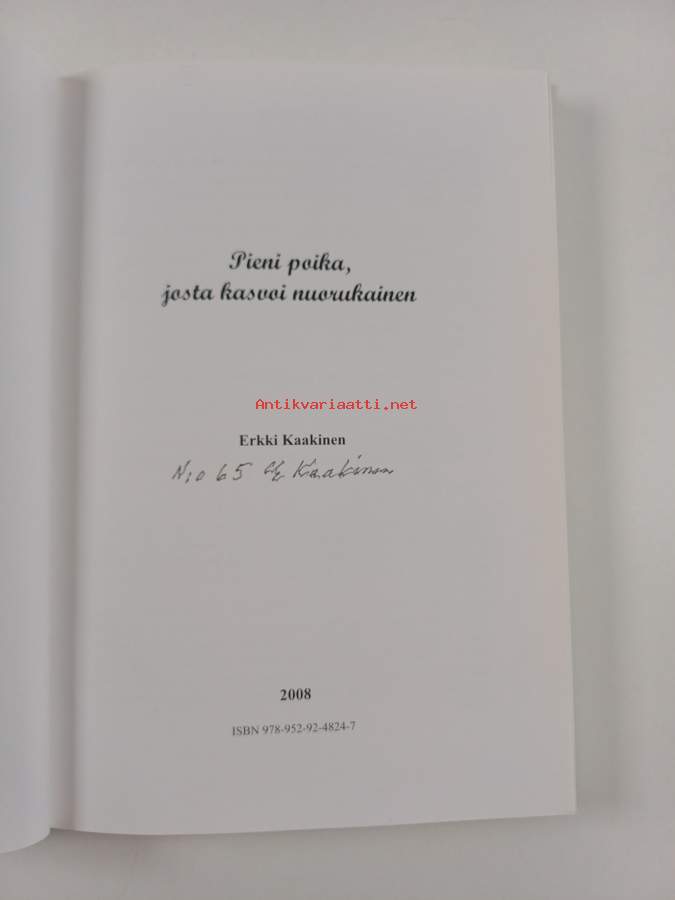 Pieni poika,
josta kasvoi nuorukainen
Antikvariaatti.net
Erkki Kaakinen
N:o 65 E Kaakinen
2008
ISBN 978-952-92-4824-7